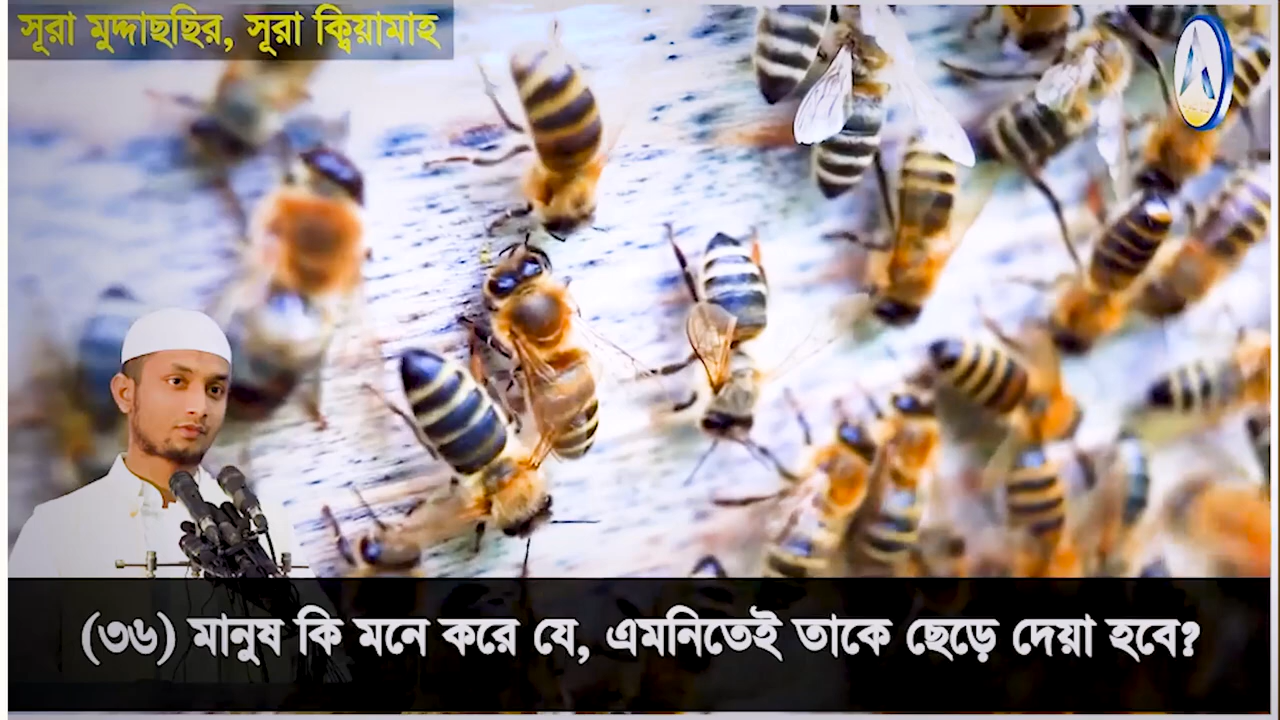 সূরা মুদ্দাছছির, সূরা ক্বিয়ামাহ
(৩৬) মানুষ কি মনে করে যে, এমনিতেই তাকে ছেড়ে দেয়া হবে?